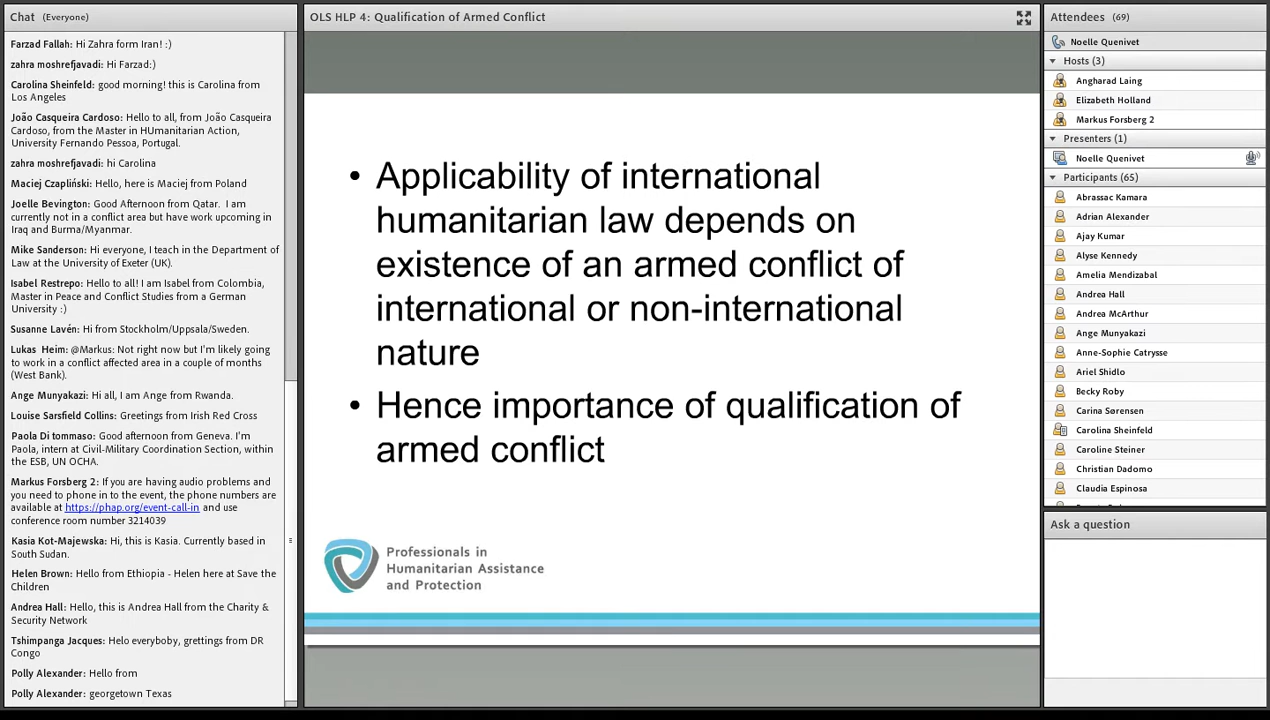 Chat (Everyone)
Farzad Fallah: Hi Zahra form Iran! :)
zahra moshrefjavadi: Hi Farzad:)
Carolina Sheinfeld: good morning! this is Carolina from
Los Angeles
João Casqueira Cardoso: Hello to all, from João Casqueira
Cardoso, from the Master in HUmanitarian Action,
University Fernando Pessoa, Portugal.
zahra moshrefjavadi: hi Carolina
Maciej Czapliński: Hello, here is Maciej from Poland
Joelle Bevington: Good Afternoon from Qatar. I am
currently not in a conflict area but have work upcoming in
Iraq and Burma/Myanmar.
Mike Sanderson: Hi everyone, I teach in the Department of
Law at the University of Exeter (UK).
Isabel Restrepo: Hello to all! I am Isabel from Colombia,
Master in Peace and Conflict Studies from a German
University :)
Susanne Lavén: Hi from Stockholm/Uppsala/Sweden.
Lukas Heim: @Markus: Not right now but I'm likely going
to work in a conflict affected area in a couple of months
(West Bank).
Ange Munyakazi: Hi all, I am Ange from Rwanda.
Louise Sarsfield Collins: Greetings from Irish Red Cross
Paola Di tommaso: Good afternoon from Geneva. I'm
Paola, intern at Civil-Military Coordination Section, within
the ESB, UN OCHA.
Markus Forsberg 2: If you are having audio problems and
you need to phone in to the event, the phone numbers are
available at https://phap.org/event-call-in and use
conference room number 3214039
Kasia Kot-Majewska: Hi, this is Kasia. Currently based in
South Sudan.
Helen Brown: Hello from Ethiopia - Helen here at Save the
Children
Andrea Hall: Hello, this is Andrea Hall from the Charity &
Security Network
Tshimpanga Jacques: Helo everyboby, grettings from DR
Congo
Polly Alexander: Hello from
Polly Alexander: georgetown Texas
OLS HLP 4: Qualification of Armed Conflict
• Applicability of international
humanitarian law depends on
existence of an armed conflict of
international or non-international
nature
• Hence importance of qualification of
armed conflict
Professionals in
Humanitarian Assistance
and Protection
Attendees (69)
Noelle Quenivet
Hosts (3)
Angharad Laing
Elizabeth Holland
Markus Forsberg 2
Presenters (1)
Noelle Quenivet
Participants (65)
Abrassac Kamara
Adrian Alexander
Ajay Kumar
Alyse Kennedy
Amelia Mendizabal
Andrea Hall
Andrea McArthur
Ange Munyakazi
Anne-Sophie Catrysse
Ariel Shidlo
Becky Roby
Carina Sørensen
Carolina Sheinfeld
Caroline Steiner
Christian Dadomo
Claudia Espinosa
Ask a question